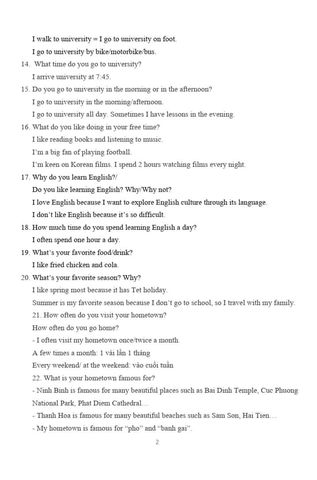 I walk to university = I go to university on foot.
I go to university by bike/motorbike/bus.
14.  What time do you go to university?
I arrive university at 7:45.
15. Do you go to university in the morning or in the afternoon?
I go to university in the morning/afternoon.
I go to university all day. Sometimes I have lessons in the evening.
16. What do you like doing in your free time?
I like reading books and listening to music.
I'm a big fan of playing football.
I'm keen on Korean films. I spend 2 hours watching films every night.
17. Why do you learn English?/
Do you like learning English? Why/Why not?
I love English because I want to explore English culture through its language.
I don't like English because it's so difficult.
18. How much time do you spend learning English a day?
I often spend one hour a day.
19. What's your favorite food/drink?
I like fried chicken and cola.
20. What's your favorite season? Why?
I like spring most because it has Tet holiday.
Summer is my favorite season because I don't go to school, so I travel with my family.
21. How often do you visit your hometown?
How often do you go home?
- I often visit my hometown once/twice a month.
A few times a month: 1 vài lần 1 tháng
Every weekend/ at the weekend: vào cuối tuần
22. What is your hometown famous for?
- Ninh Binh is famous for many beautiful places such as Bai Dinh Temple, Cuc Phuong
National Park, Phat Diem Cathedral…
- Thanh Hoa is famous for many beautiful beaches such as Sam Son, Hai Tien…
- My hometown is famous for "pho" and "banh gai".
2